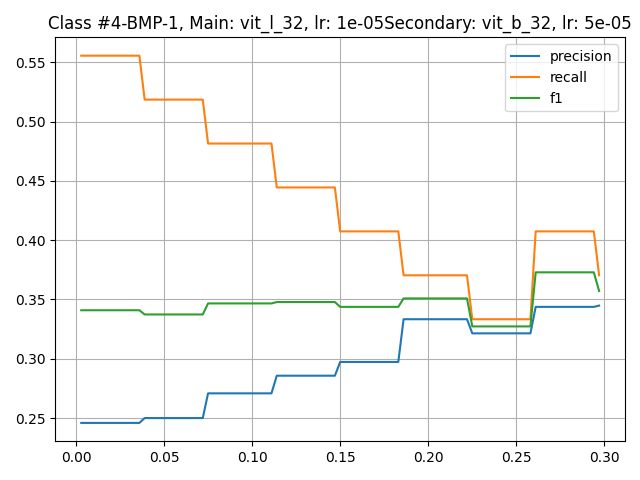 Class #4-BMP-1, Main: vit_l_32, lr: 1e-05Secondary: vit_b_32, lr: 5e-05
precision
recall
f1
0.55
0.50
0.45
0.40
0.35
0.30
0.25
0.00 0.05 0.10 0.15 0.20 0.25 0.30